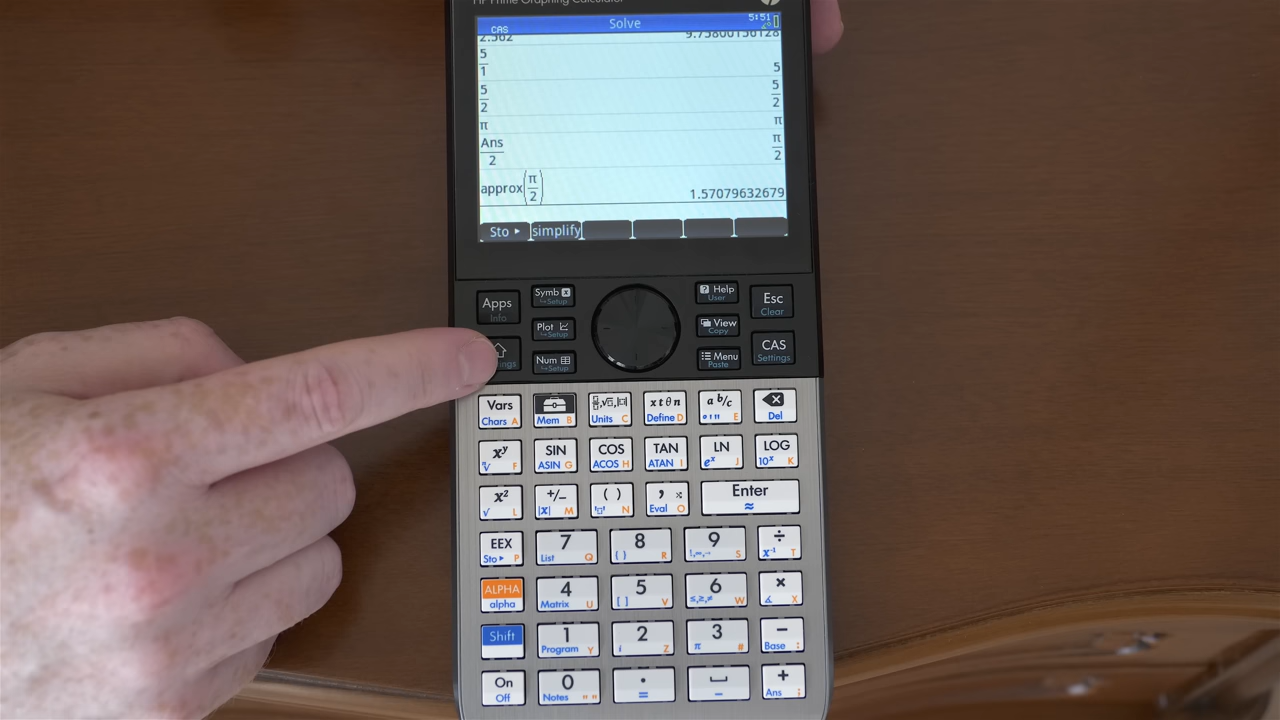 HP Prime Graphing Calculator
CAS Solve 5:51
2.562 9.73800150128
5
1 5
5
2 5
2
π π
Ans
2 π
2
approx(π
2) 1.57079632679
Sto ▸ simplify
Apps Symb Help Esc
Info ↪Setup User Clear
Plot View
↪Setup Copy
Num Menu CAS
↪Setup Paste Settings
Vars x t θ n a b/c
Chars A Mem B Units C Define D E Del
xʸ SIN COS TAN LN LOG
F ASIN G ACOS H ATAN I eˣ J 10ˣ K
x² +/− ( ) , Enter
√ L |x| M N Eval O ≈
EEX 7 8 9 ÷
Sto ▸ P List Q { } R S x⁻¹ T
ALPHA 4 5 6 ×
alpha Matrix U [ ] V ≤,≥,≠ W ∡ X
Shift 1 2 3 −
Program Y i Z π # Base :
On 0 . +
Off Notes " " = _ Ans ;